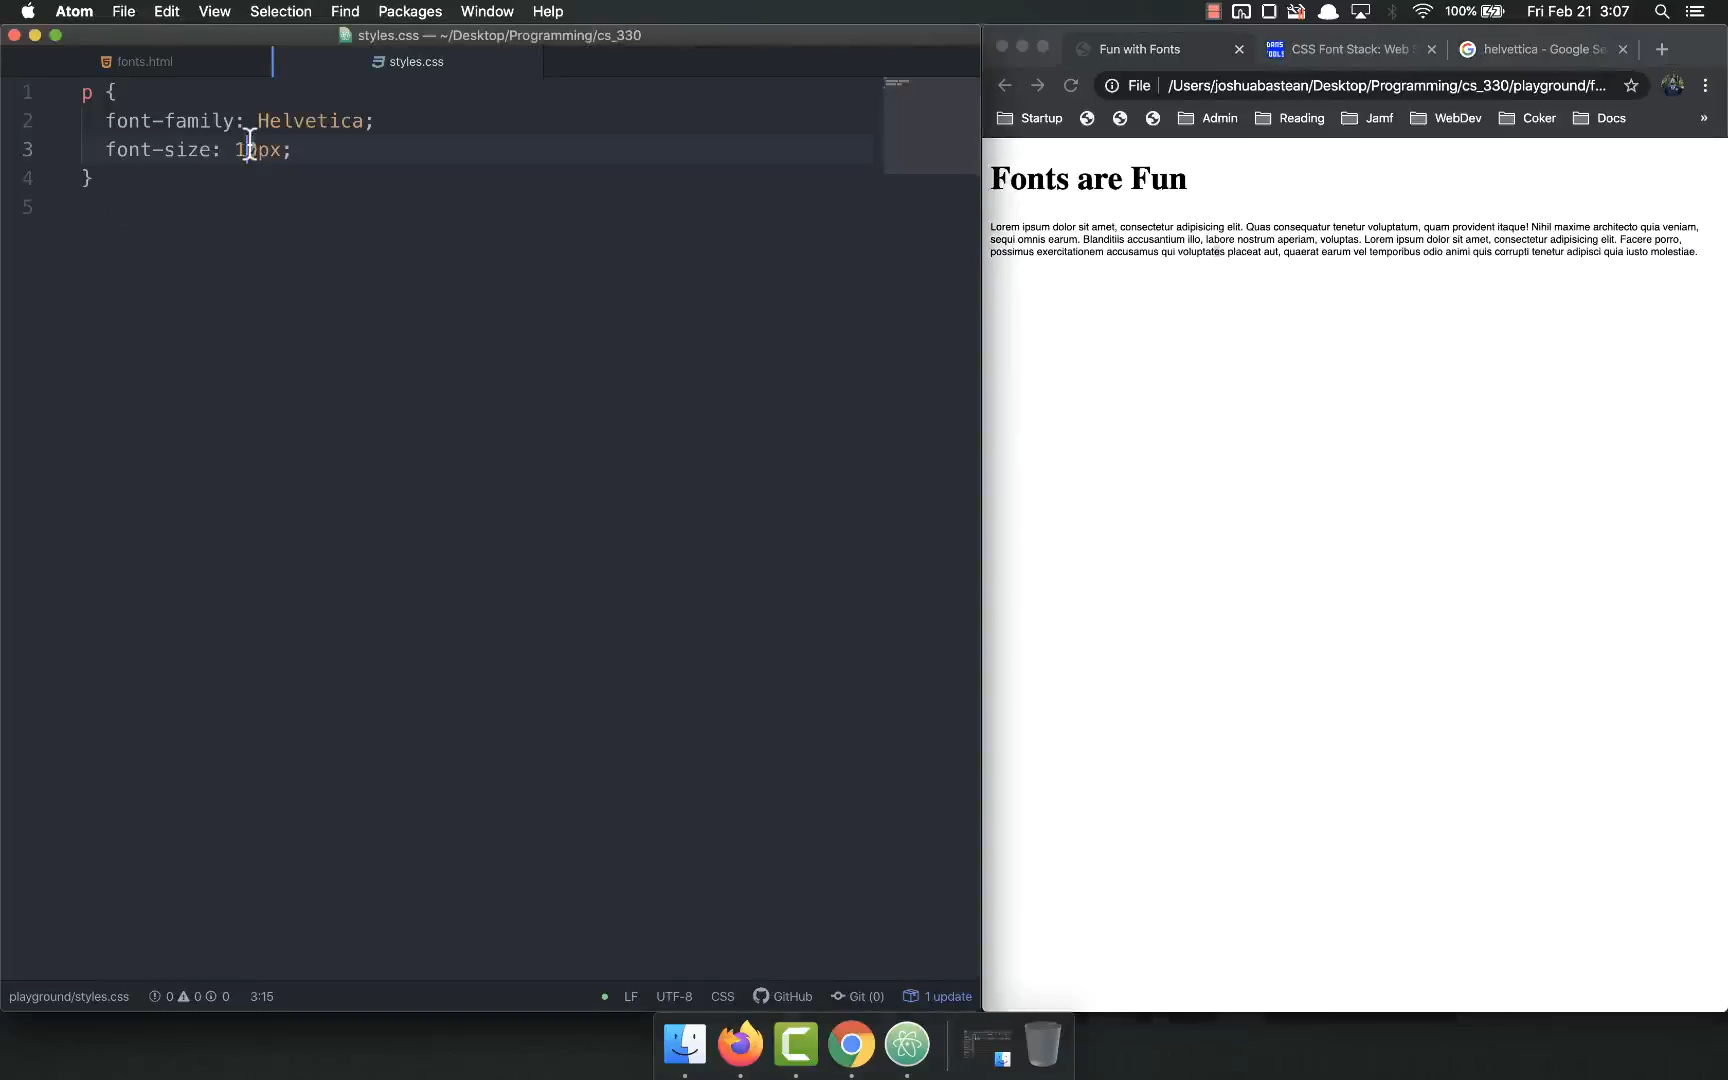 Atom File Edit View Selection Find Packages Window Help 100% Fri Feb 21 3:07
styles.css — ~/Desktop/Programming/cs_330
fonts.html styles.css
1 p {
2 font-family: Helvetica;
3 font-size: 10px;
4 }
5
playground/styles.css 0 0 0 3:15 LF UTF-8 CSS GitHub Git (0) 1 update
Fun with Fonts CSS Font Stack: Web S helvettica - Google Se
File /Users/joshuabastean/Desktop/Programming/cs_330/playground/f...
Startup Admin Reading Jamf WebDev Coker Docs »
Fonts are Fun
Lorem ipsum dolor sit amet, consectetur adipisicing elit. Quas consequatur tenetur voluptatum, quam provident itaque! Nihil maxime architecto quia veniam,
sequi omnis earum. Blanditiis accusantium illo, labore nostrum aperiam, voluptas. Lorem ipsum dolor sit amet, consectetur adipisicing elit. Facere porro,
possimus exercitationem accusamus qui voluptates placeat aut, quaerat earum vel temporibus odio animi quis corrupti tenetur adipisci quia iusto molestiae.